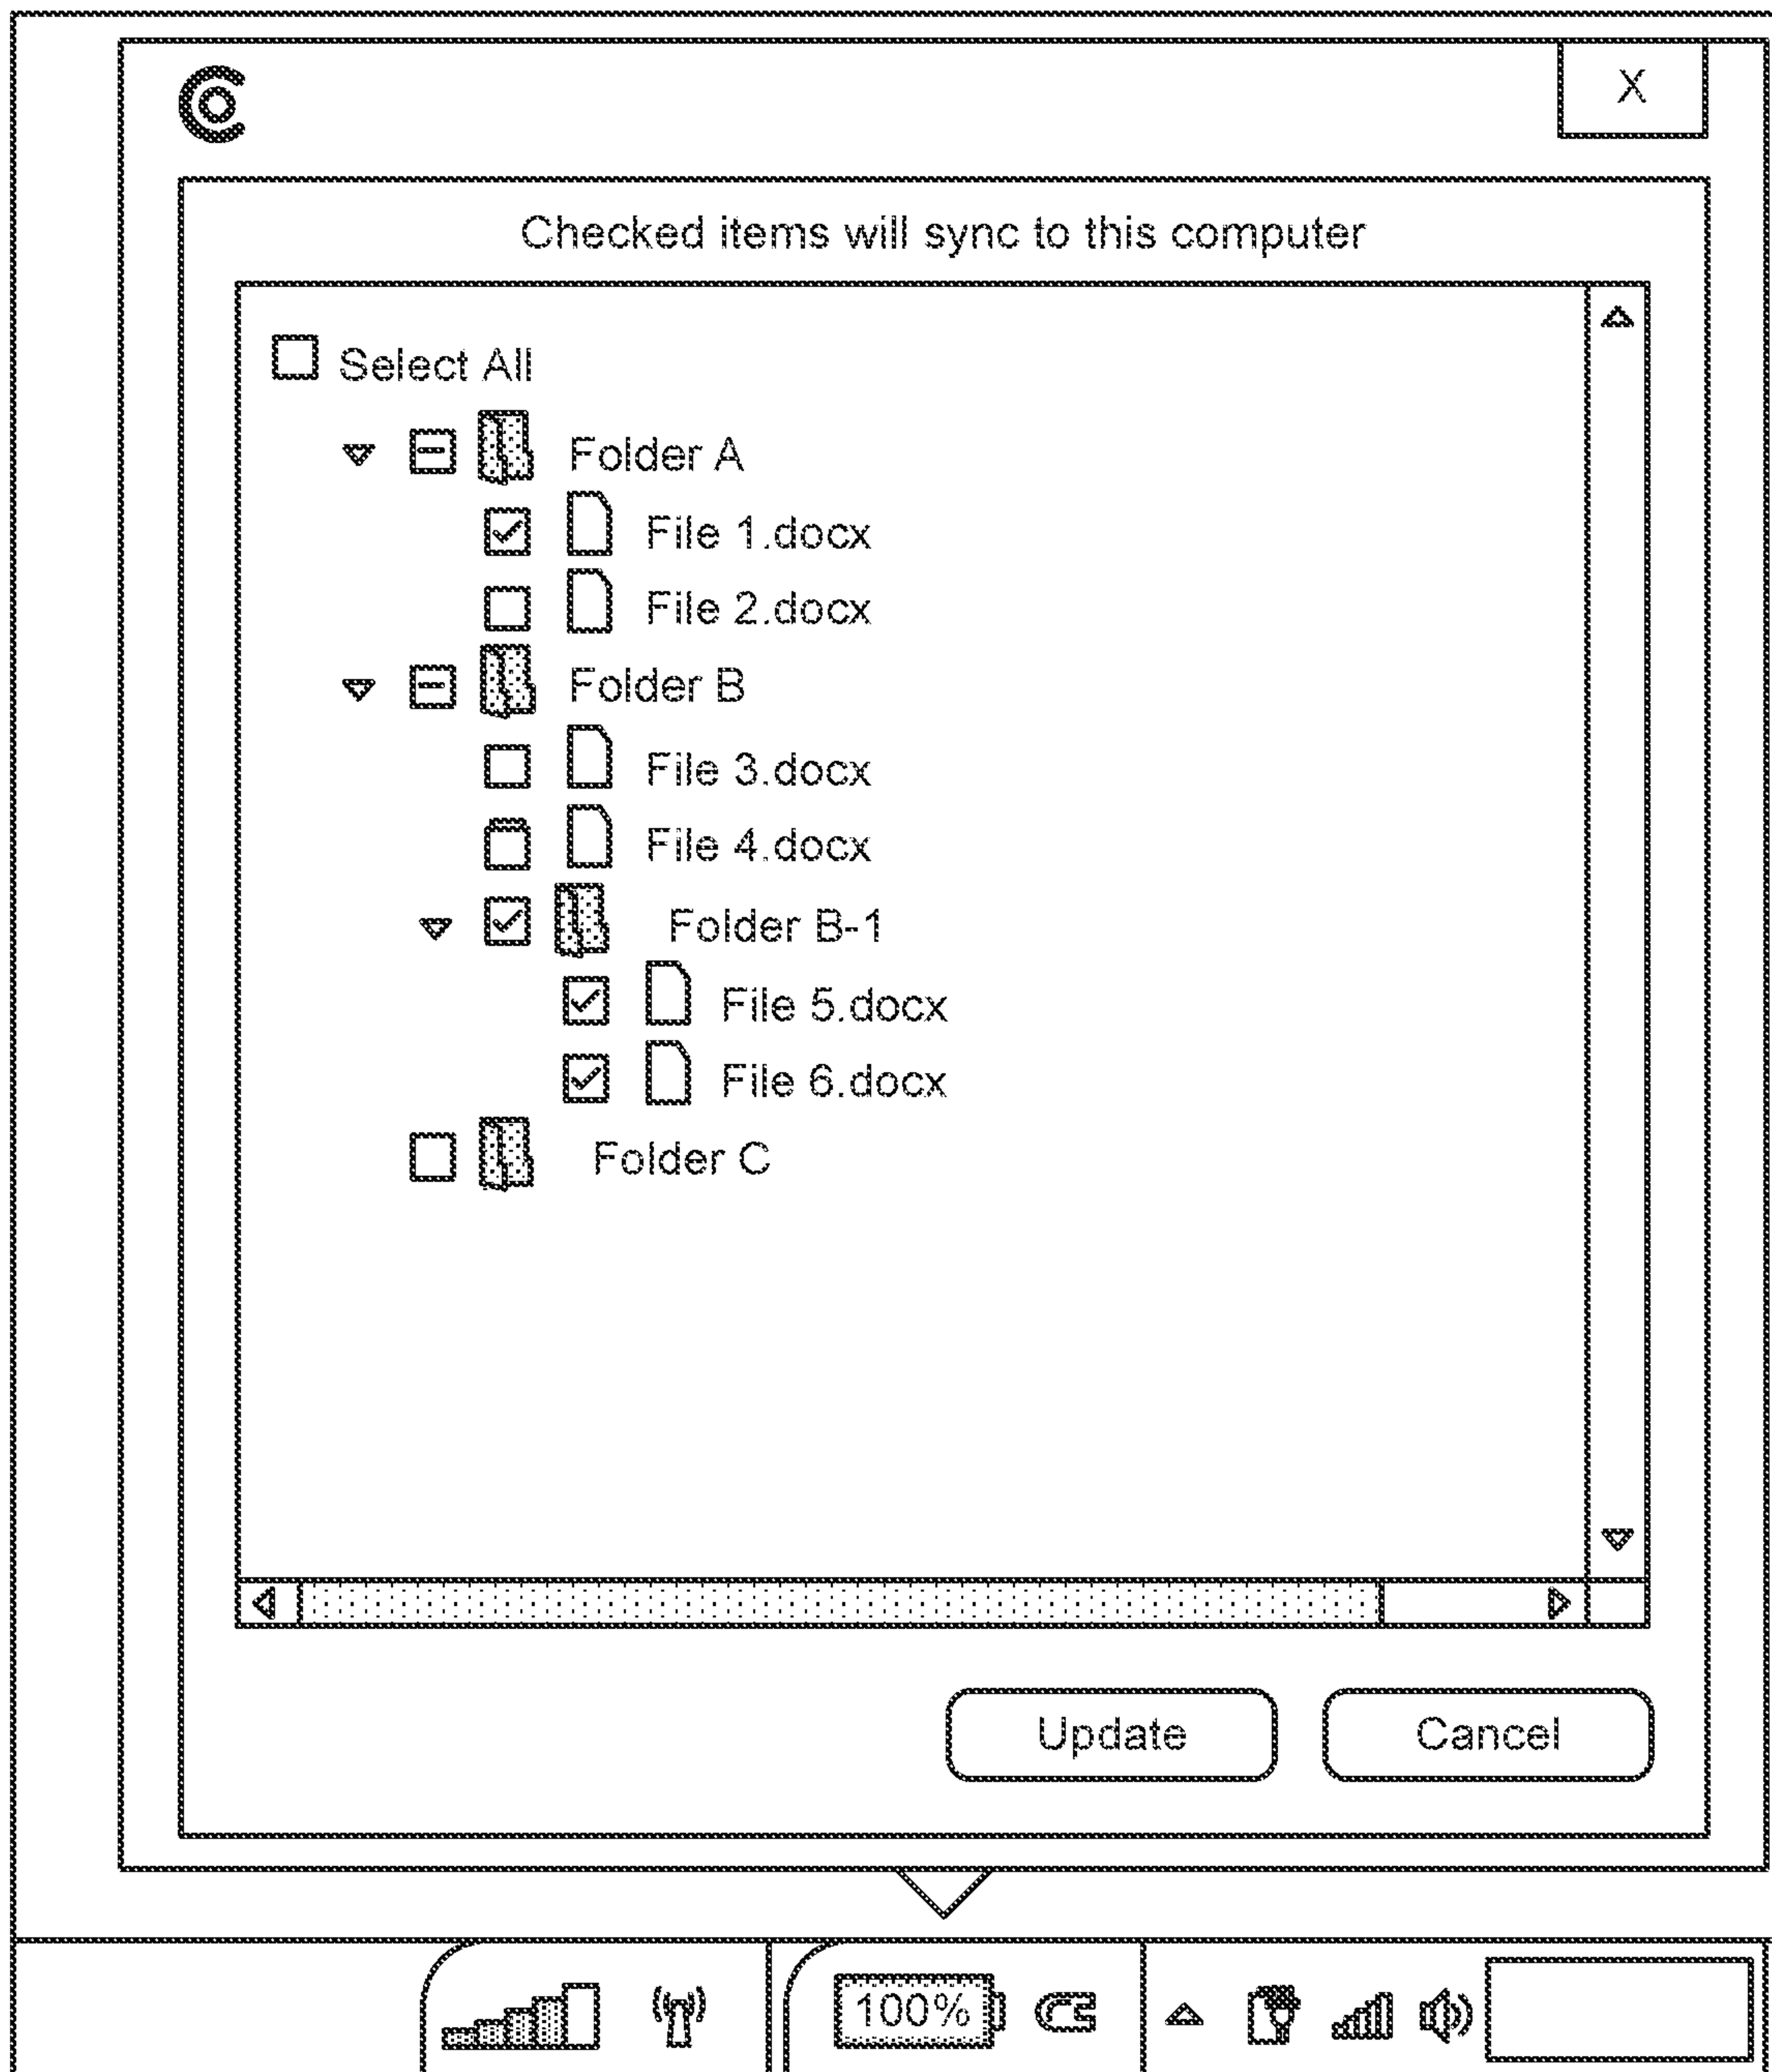 X
Checked items will sync to this computer
Select All
Folder A
File 1.docx
File 2.docx
Folder B
File 3.docx
File 4.docx
Folder B-1
File 5.docx
File 6.docx
Folder C
Update Cancel
100%